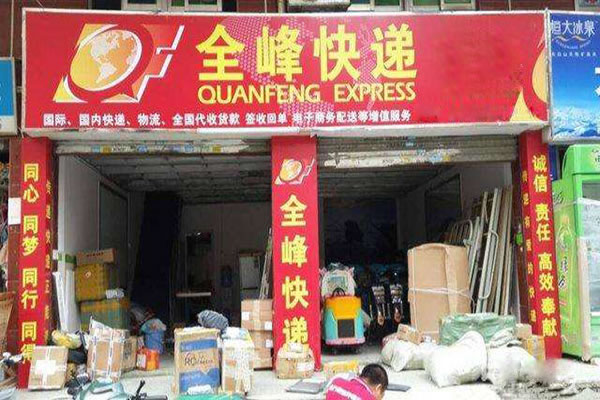 全峰快递
QUANFENG EXPRESS
国际、国内快递、物流、全国代收货款 签收回单 电子商务配送等增值服务
恒大冰泉
同心 同梦 同行 同
全峰快递
诚信 责任 高效 奉献